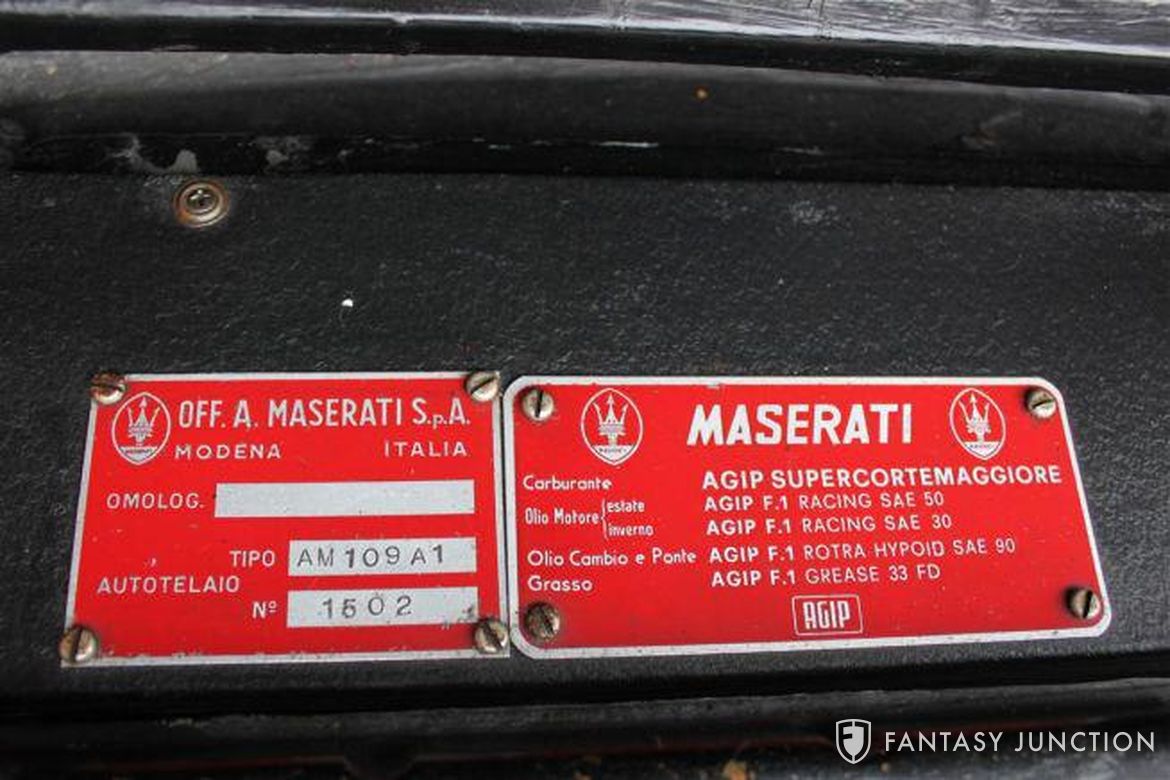 OFF. A. MASERATI S.p.A.
MODENA ITALIA
OMOLOG.
TIPO AM109A1
AUTOTELAIO
Nº 1502
MASERATI
Carburante AGIP SUPERCORTEMAGGIORE
Olio Motore { estate AGIP F.1 RACING SAE 50
inverno AGIP F.1 RACING SAE 30
Olio Cambio e Ponte AGIP F.1 ROTRA HYPOID SAE 90
Grasso AGIP F.1 GREASE 33 FD
AGIP
FANTASY JUNCTION